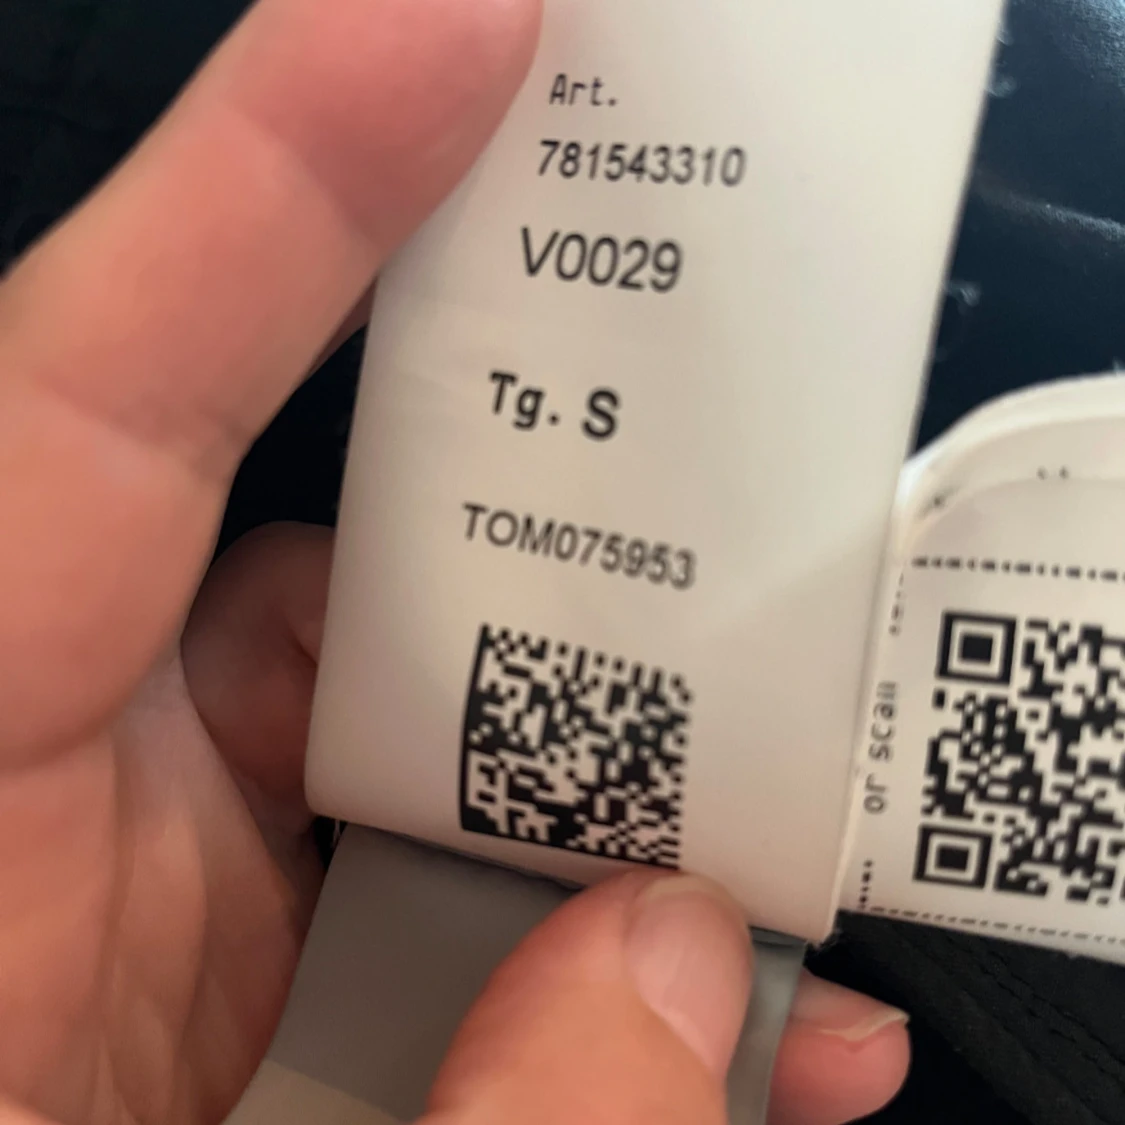 Art.
781543310
V0029
Tg. S
TOM075953
or scan